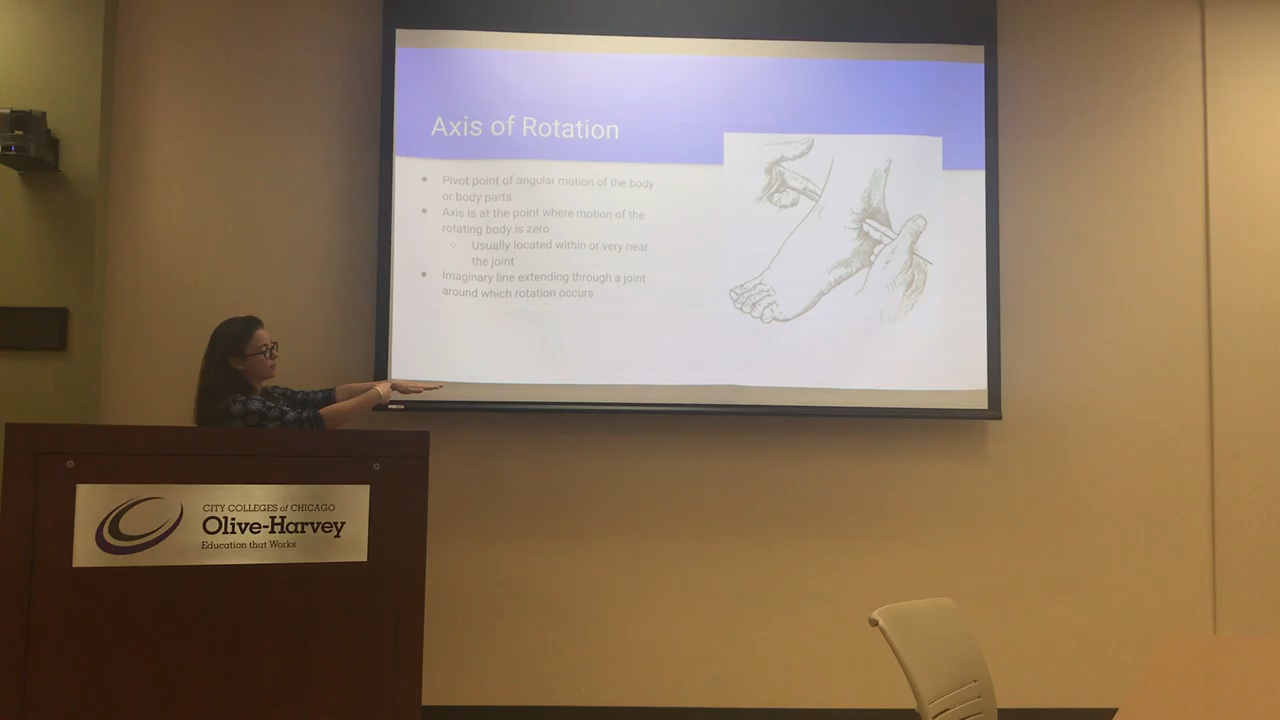 Axis of Rotation
Pivot point of angular motion of the body
or body parts
Axis is at the point where motion of the
rotating body is zero
Usually located within or very near
the joint
Imaginary line extending through a joint
around which rotation occurs
CITY COLLEGES of CHICAGO
Olive-Harvey
Education that Works